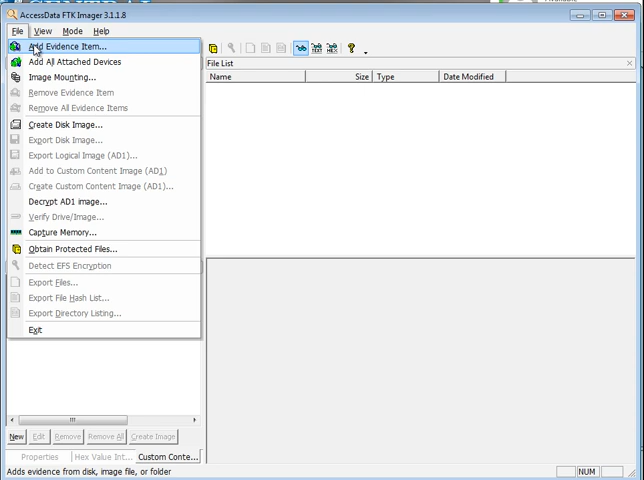 AccessData FTK Imager 3.1.1.8
File View Mode Help
Add Evidence Item...
Add All Attached Devices
Image Mounting...
Remove Evidence Item
Remove All Evidence Items
Create Disk Image...
Export Disk Image...
Export Logical Image (AD1)...
Add to Custom Content Image (AD1)
Create Custom Content Image (AD1)...
Decrypt AD1 image...
Verify Drive/Image...
Capture Memory...
Obtain Protected Files...
Detect EFS Encryption
Export Files...
Export File Hash List...
Export Directory Listing...
Exit
File List
Name Size Type Date Modified
New Edit Remove Remove All Create Image
Properties Hex Value Int... Custom Conte...
Adds evidence from disk, image file, or folder
NUM